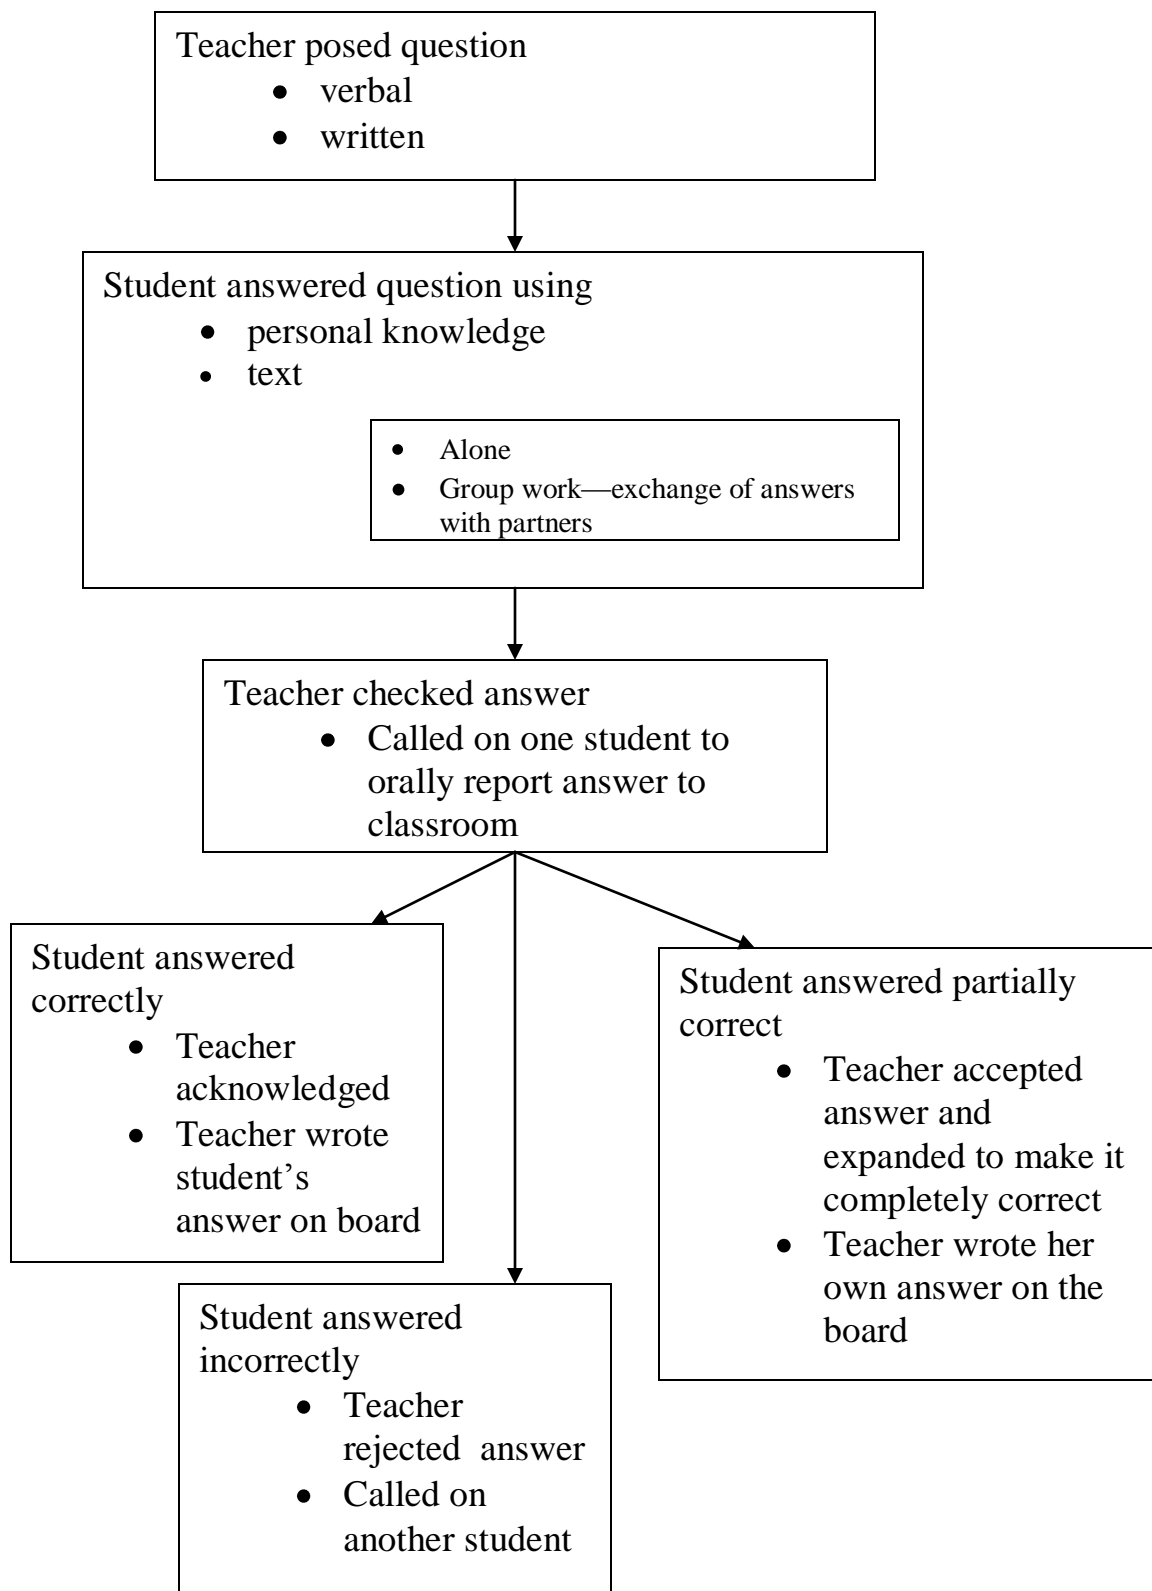 Teacher posed question
• verbal
• written
Student answered question using
• personal knowledge
• text
• Alone
• Group work—exchange of answers
with partners
Teacher checked answer
• Called on one student to
orally report answer to
classroom
Student answered
correctly
• Teacher
acknowledged
• Teacher wrote
student’s
answer on board
Student answered partially
correct
• Teacher accepted
answer and
expanded to make it
completely correct
• Teacher wrote her
own answer on the
board
Student answered
incorrectly
• Teacher
rejected  answer
• Called on
another student